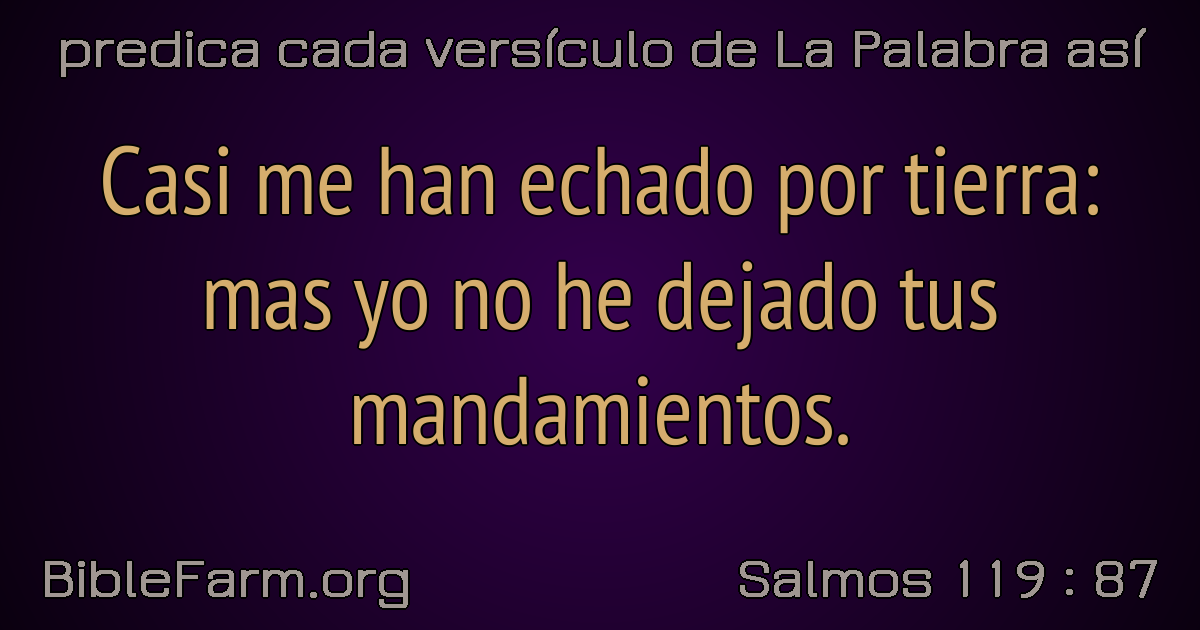 predica cada versículo de La Palabra así
Casi me han echado por tierra:
mas yo no he dejado tus
mandamientos.
BibleFarm.org
Salmos 119 : 87